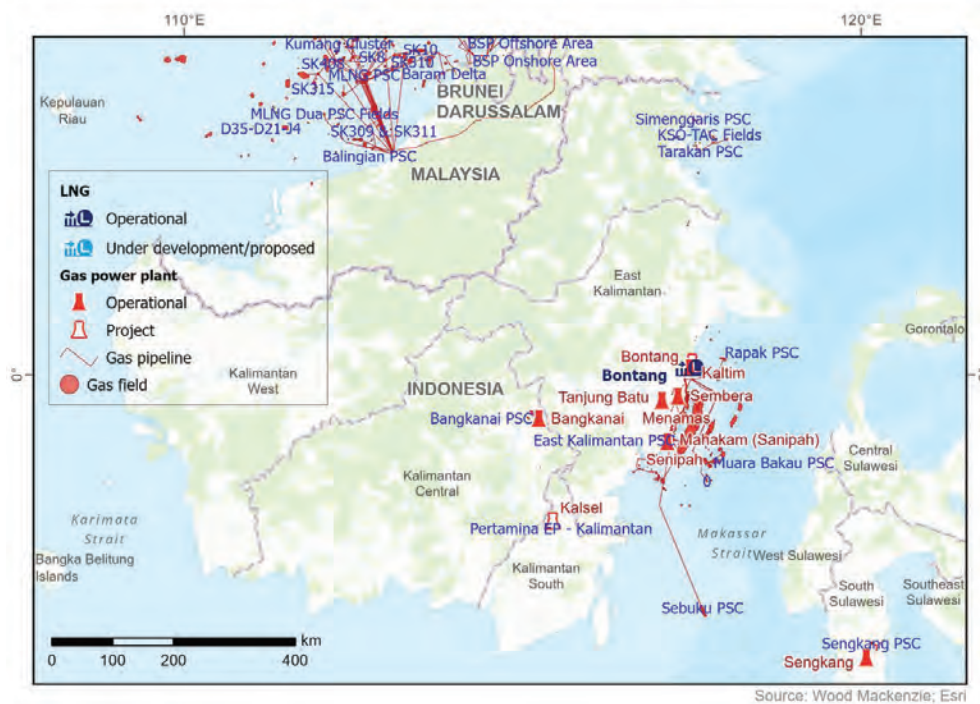 110°E
120°E
Kumang Cluster
SK10
BSP Offshore Area
SK408
SK8
SK310
BSP Onshore Area
MLNG PSC
Baram Delta
SK315
BRUNEI
DARUSSALAM
Kepulauan
Riau
MLNG Dua PSC Fields
D35-D21-J4
SK309 & SK311
Balingian PSC
Simenggaris PSC
KSO-TAC Fields
Tarakan PSC
MALAYSIA
LNG
Operational
Under development/proposed
Gas power plant
Operational
Project
Gas pipeline
Gas field
East
Kalimantan
Gorontalo
0°
Kalimantan
West
INDONESIA
Bontang
Rapak PSC
Bontang
Kaltim
Tanjung Batu
Sembera
Bangkanai PSC
Bangkanai
Menamas
East Kalimantan PSC
Mahakam (Sanipah)
Senipah
Muara Bakau PSC
Central
Sulawesi
Kalimantan
Central
Kalsel
Pertamina EP - Kalimantan
Karimata
Strait
Makassar
Strait
Bangka Belitung
Islands
West Sulawesi
Kalimantan
South
South
Sulawesi
Southeast
Sulawesi
Sebuku PSC
Sengkang PSC
Sengkang
km
0
100
200
400
Source: Wood Mackenzie; Esri